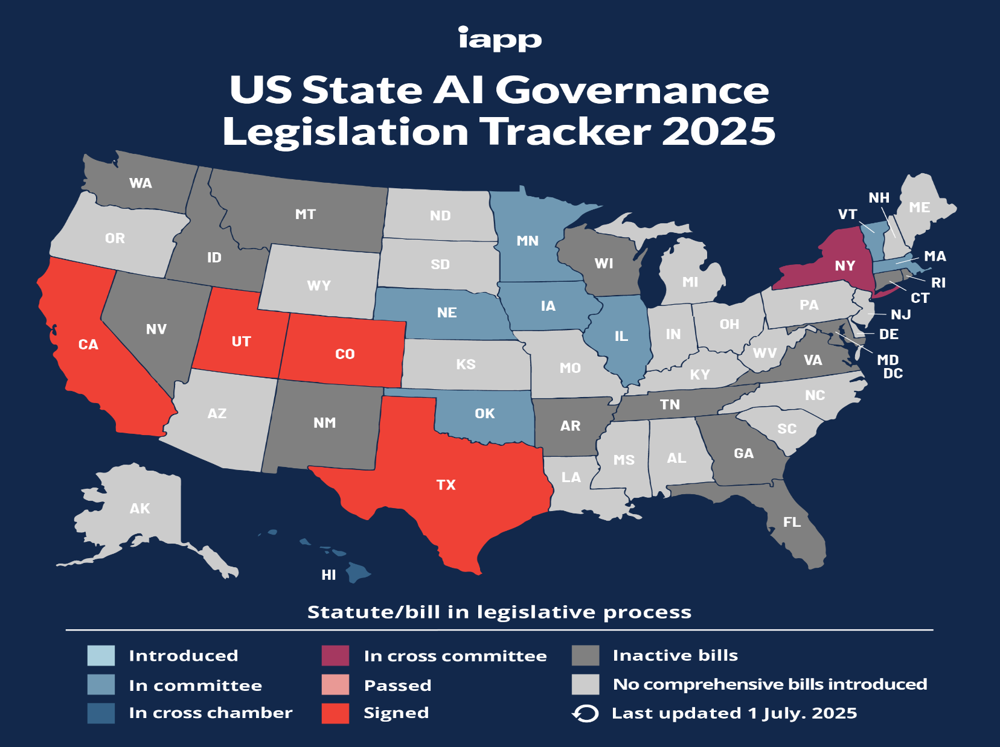 iapp
US State AI Governance
Legislation Tracker 2025
WA
MT
ND
MN
OR
ID
SD
WI
WY
NE
IA
MI
NH
VT
ME
NY
MA
RI
CT
PA
NJ
DE
MD
DC
CA
NV
UT
CO
KS
MO
IL
IN
OH
WV
VA
KY
NC
TN
SC
AZ
NM
OK
AR
TX
LA
MS
AL
GA
FL
AK
HI
Statute/bill in legislative process
Introduced
In committee
In cross chamber
In cross committee
Passed
Signed
Inactive bills
No comprehensive bills introduced
Last updated 1 July. 2025